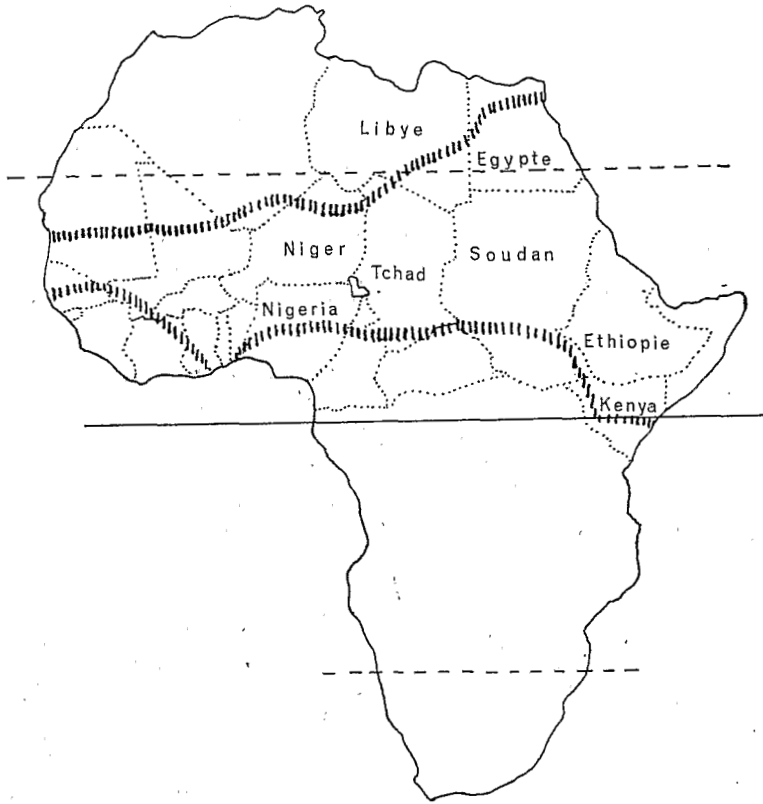 Libye
Egypte
Niger
Soudan
Tchad
Nigeria
Ethiopie
Kenya